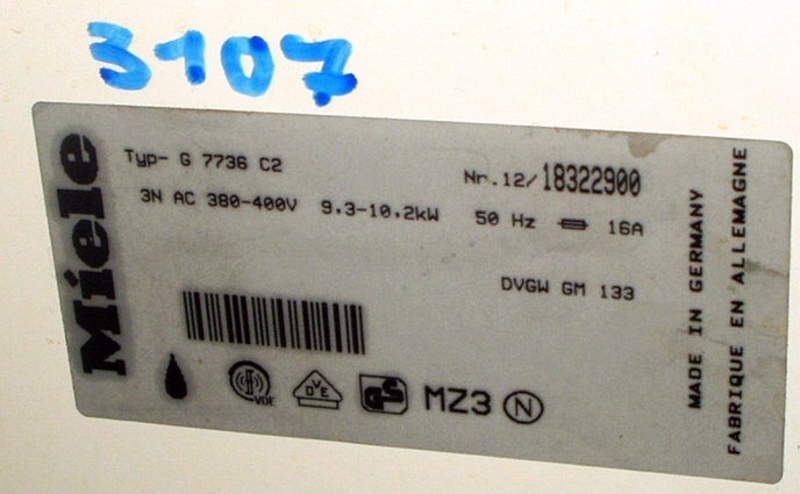 3107
Miele
Typ- G 7736 C2
Nr.12/18322900
3N AC 380-400V 9.3-10.2kW 50 Hz 16A
DVGW GM 133
VDE
DVE
GS
MZ3 N
MADE IN GERMANY
FABRIQUE EN ALLEMAGNE